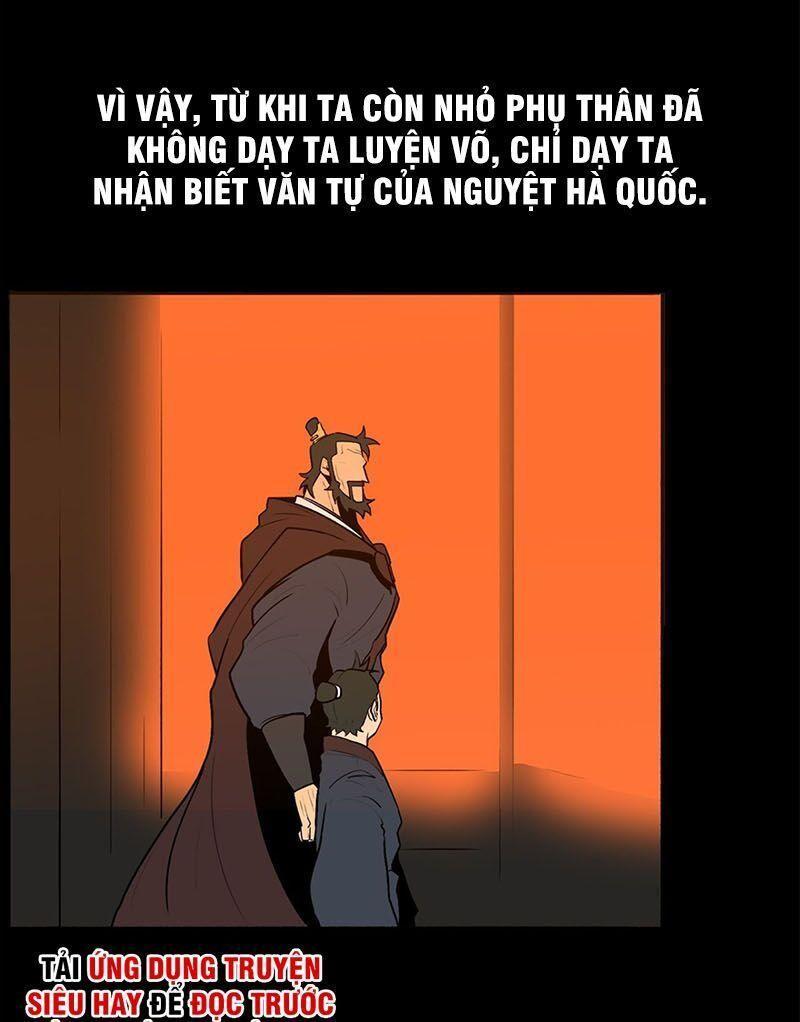 VÌ VẬY, TỪ KHI TA CÒN NHỎ PHỤ THÂN ĐÃ
KHÔNG DẠY TA LUYỆN VÕ, CHỈ DẠY TA
NHẬN BIẾT VĂN TỰ CỦA NGUYỆT HÀ QUỐC.
TẢI ỨNG DỤNG TRUYỆN
SIÊU HAY ĐỂ ĐỌC TRƯỚC